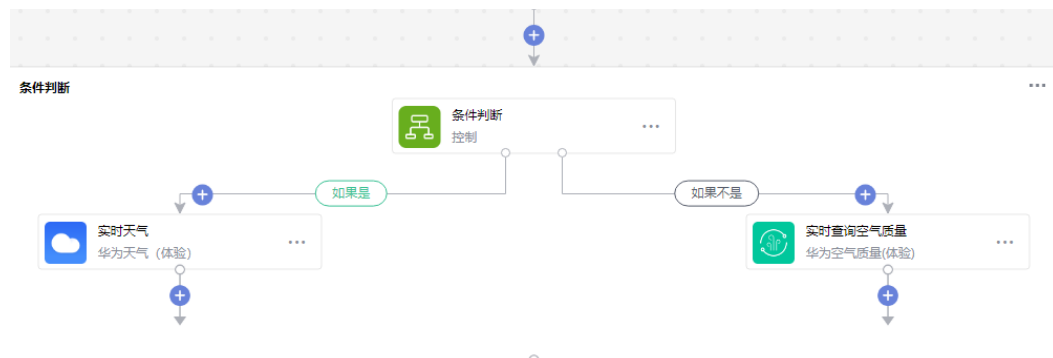 条件判断
条件判断
控制
如果是
如果不是
实时天气
华为天气（体验）
实时查询空气质量
华为空气质量(体验)